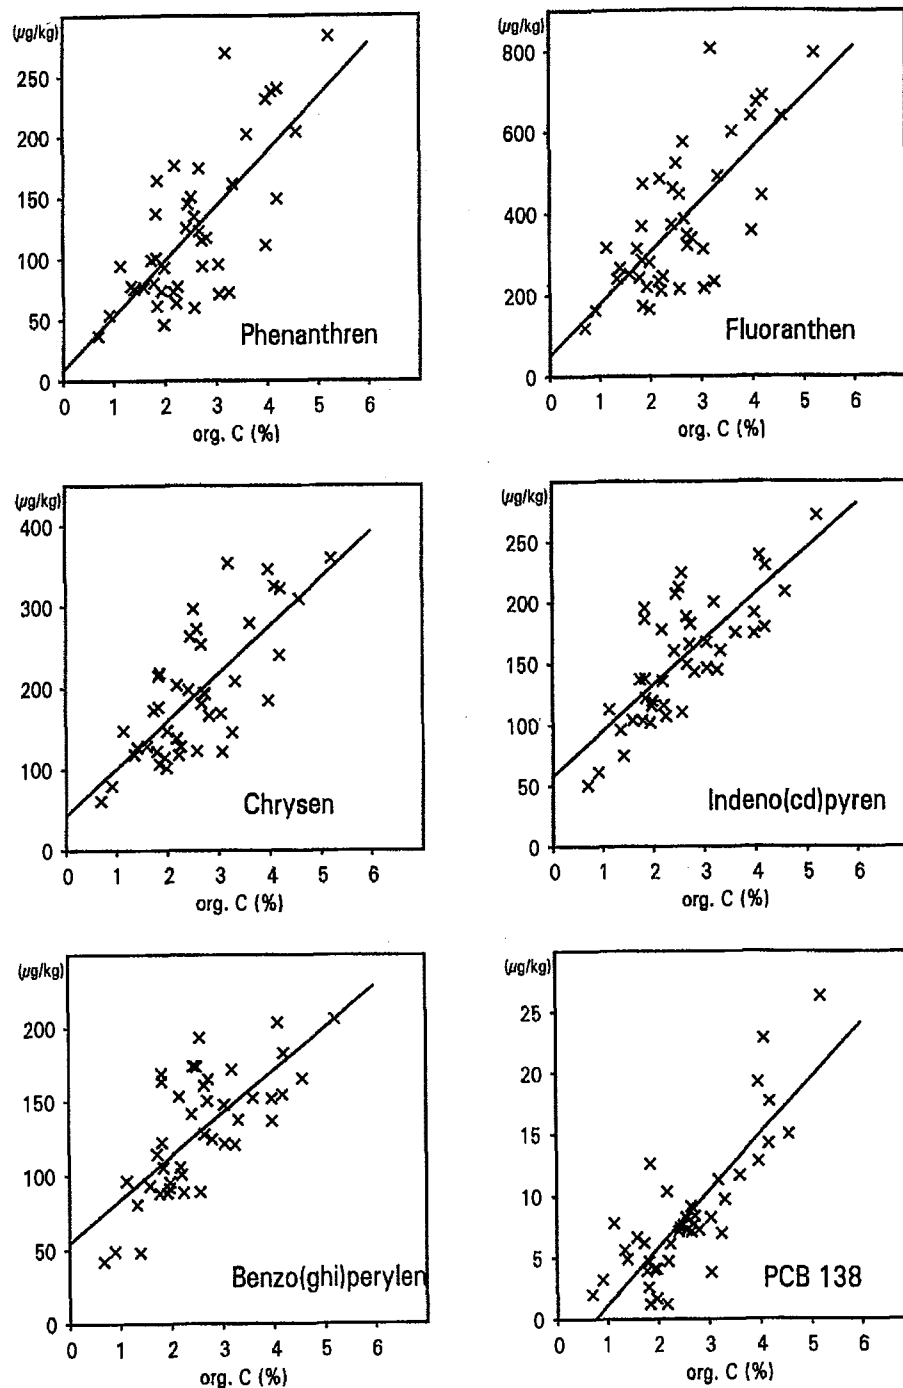 (µg/kg)
250
200
150
100
50
0
0 1 2 3 4 5 6
org. C (%)
Phenanthren
(µg/kg)
800
600
400
200
0
0 1 2 3 4 5 6
org. C (%)
Fluoranthen
(µg/kg)
400
300
200
100
0
0 1 2 3 4 5 6
org. C (%)
Chrysen
(µg/kg)
250
200
150
100
50
0
0 1 2 3 4 5 6
org. C (%)
Indeno(cd)pyren
(µg/kg)
200
150
100
50
0
0 1 2 3 4 5 6
org. C (%)
Benzo(ghi)perylen
(µg/kg)
25
20
15
10
5
0
0 1 2 3 4 5 6
org. C (%)
PCB 138